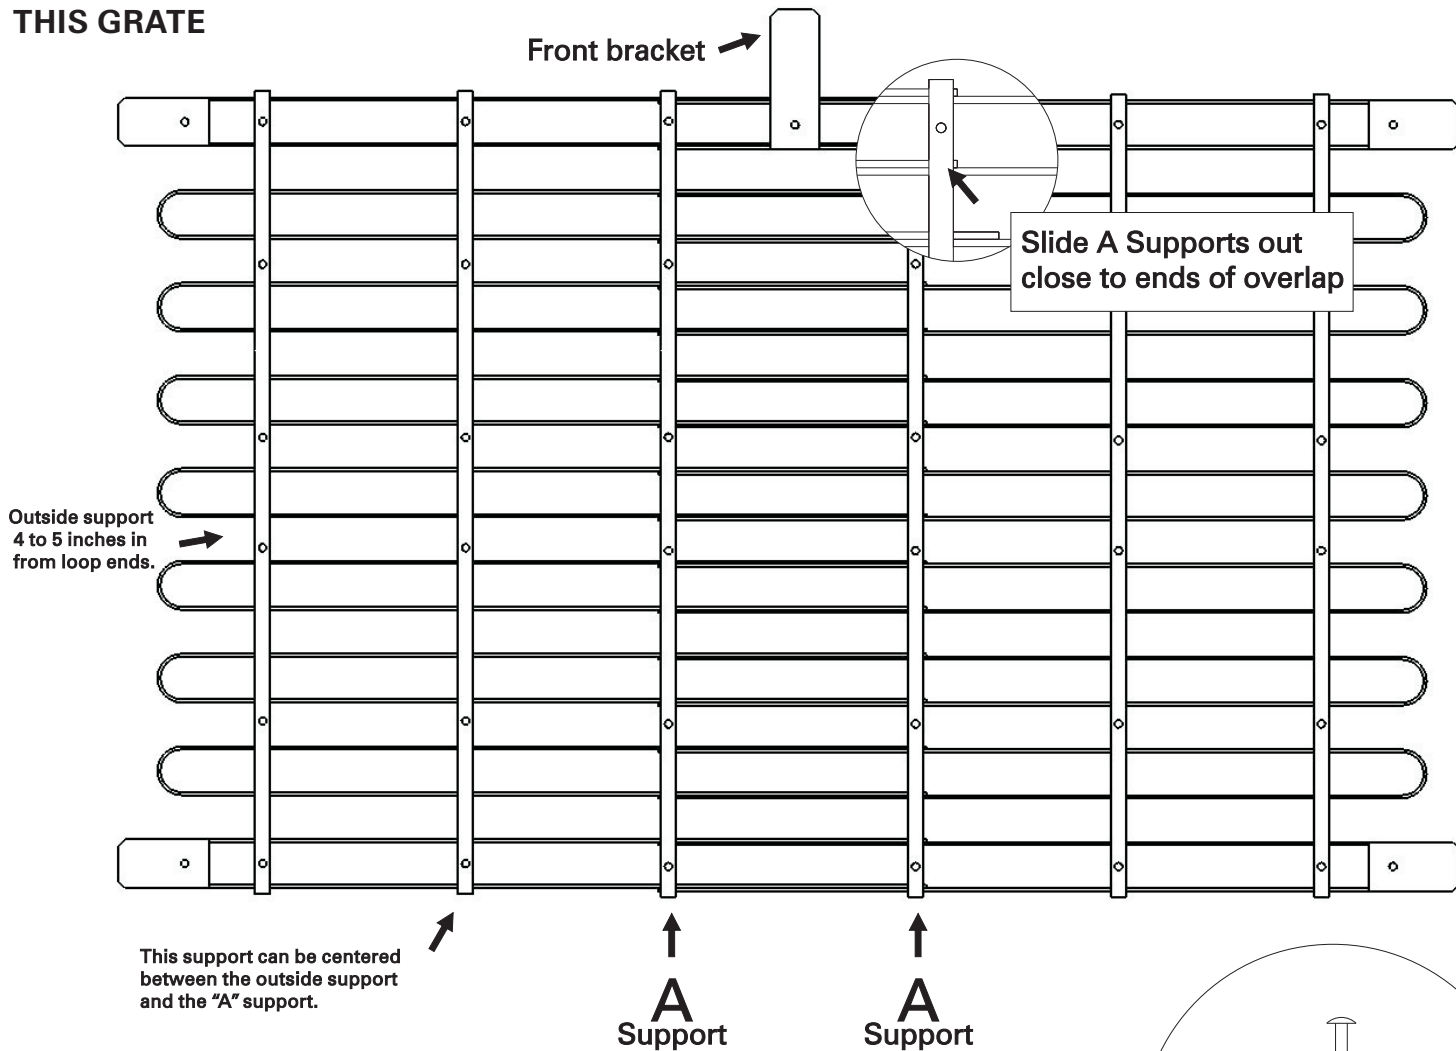 THIS GRATE
Front bracket
Slide A Supports out
close to ends of overlap
Outside support
4 to 5 inches in
from loop ends.
This support can be centered
between the outside support
and the “A” support.
A
Support
A
Support